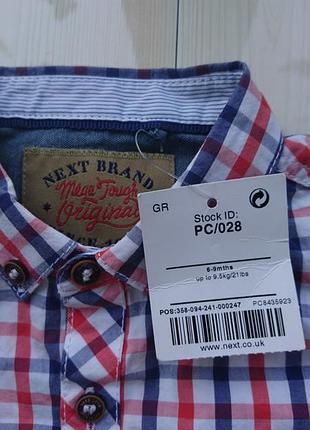 NEXT BRAND
Mega Tough
Original
GR
Stock ID:
PC/028
6-9mths
up to 9.5kg/21lbs
POS:358-094-241-000247
PC8435923
www.next.co.uk